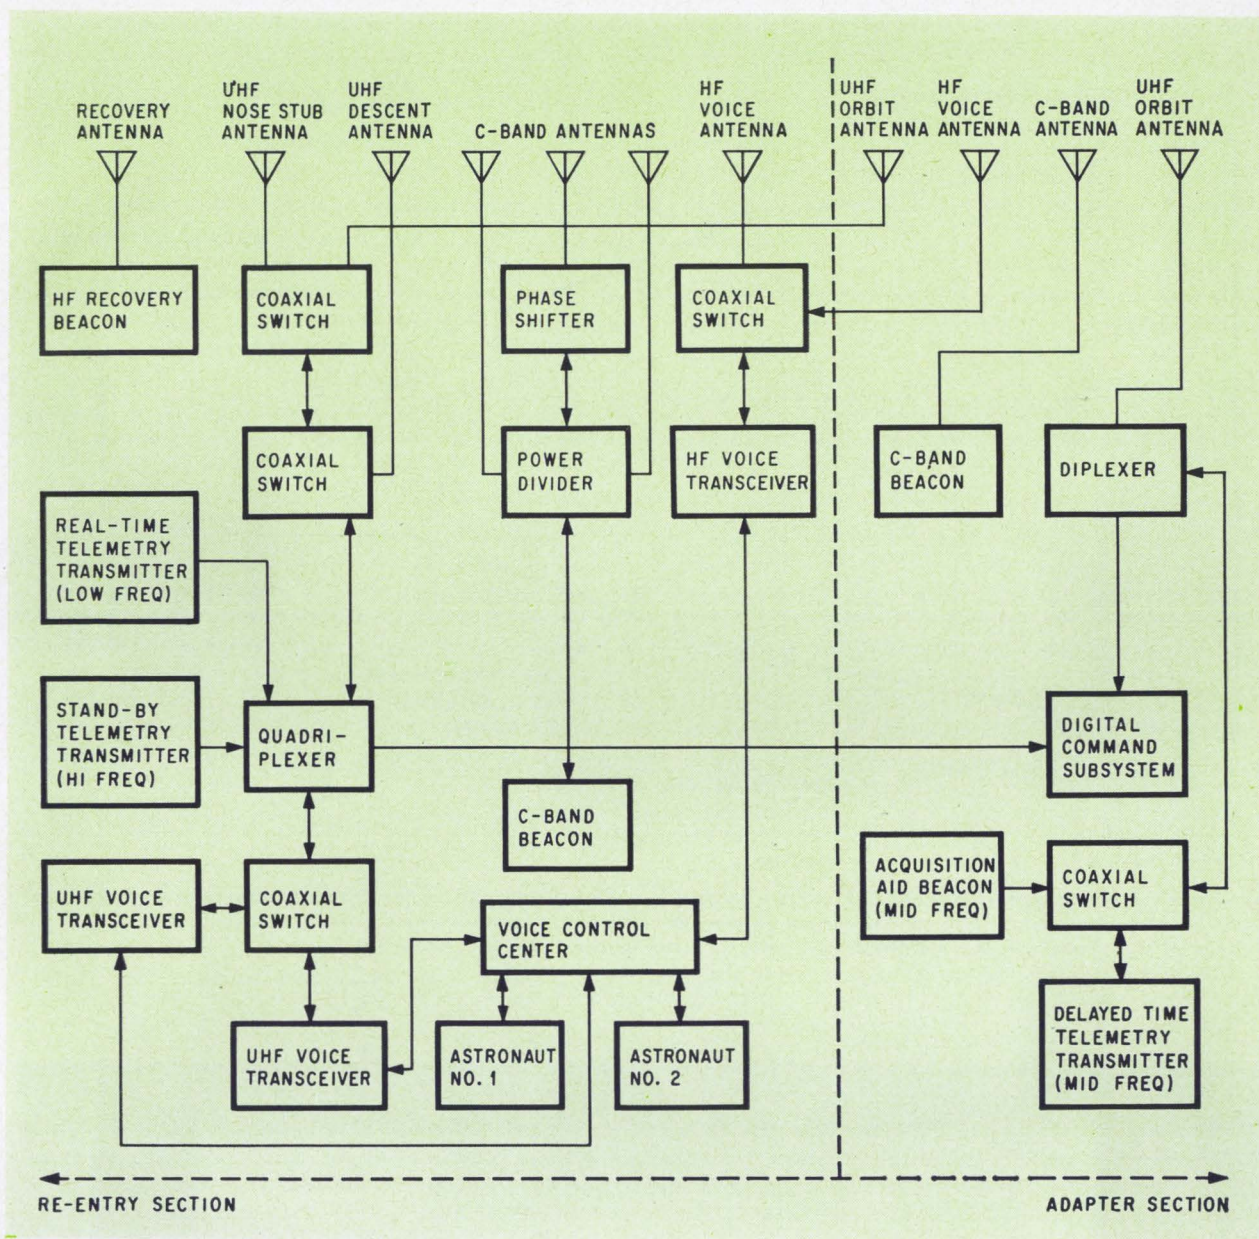 RECOVERY
ANTENNA
UHF
NOSE STUB
ANTENNA
UHF
DESCENT
ANTENNA
C-BAND ANTENNAS
HF
VOICE
ANTENNA
UHF
ORBIT
ANTENNA
HF
VOICE
ANTENNA
C-BAND
ANTENNA
UHF
ORBIT
ANTENNA
HF RECOVERY
BEACON
COAXIAL
SWITCH
PHASE
SHIFTER
COAXIAL
SWITCH
COAXIAL
SWITCH
POWER
DIVIDER
HF VOICE
TRANSCEIVER
C-BAND
BEACON
DIPLEXER
REAL-TIME
TELEMETRY
TRANSMITTER
(LOW FREQ)
STAND-BY
TELEMETRY
TRANSMITTER
(HI FREQ)
QUADRI-
PLEXER
DIGITAL
COMMAND
SUBSYSTEM
C-BAND
BEACON
UHF VOICE
TRANSCEIVER
COAXIAL
SWITCH
VOICE CONTROL
CENTER
ACQUISITION
AID BEACON
(MID FREQ)
COAXIAL
SWITCH
UHF VOICE
TRANSCEIVER
ASTRONAUT
NO. 1
ASTRONAUT
NO. 2
DELAYED TIME
TELEMETRY
TRANSMITTER
(MID FREQ)
RE-ENTRY SECTION
ADAPTER SECTION